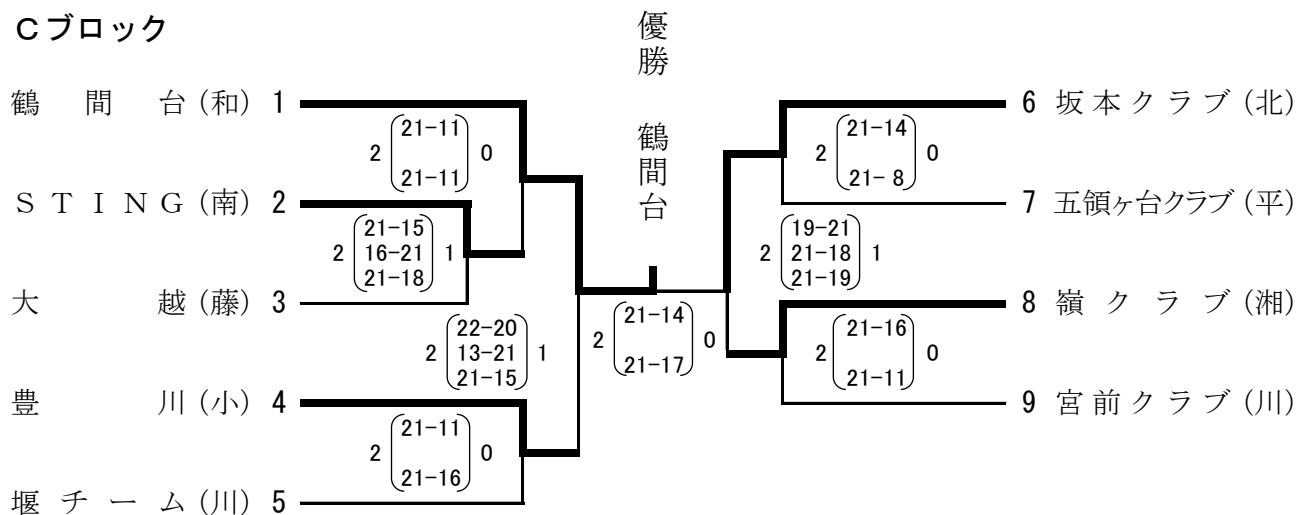 Cブロック
優勝 鶴間台
鶴間台(和) 1
2 21-11 21-11 0
STING(南) 2
2 21-15 16-21 21-18 1
大越(藤) 3
2 22-20 13-21 21-15 1
豊川(小) 4
2 21-11 21-16 0
堰チーム(川) 5
2 21-14 21-17 0
6 坂本クラブ(北)
2 21-14 21-8 0
7 五領ヶ台クラブ(平)
2 19-21 21-18 21-19 1
8 嶺クラブ(湘)
2 21-16 21-11 0
9 宮前クラブ(川)